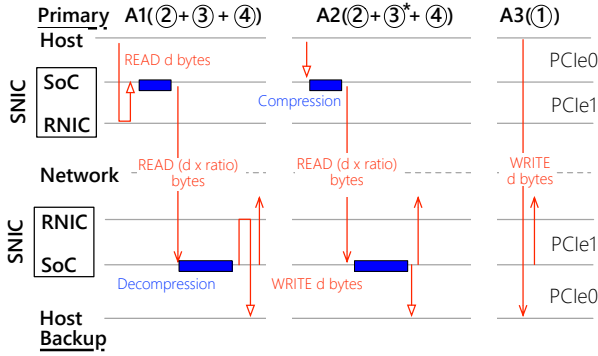 Primary A1(②+③+④) A2(②+③*+④) A3(①)
Host
READ d bytes
PCIe0
SNIC
SoC
Compression
PCIe1
RNIC
READ (d x ratio)
bytes
READ (d x ratio)
bytes
WRITE
d bytes
Network
SNIC
RNIC
PCIe1
SoC
Decompression
WRITE d bytes
PCIe0
Host
Backup